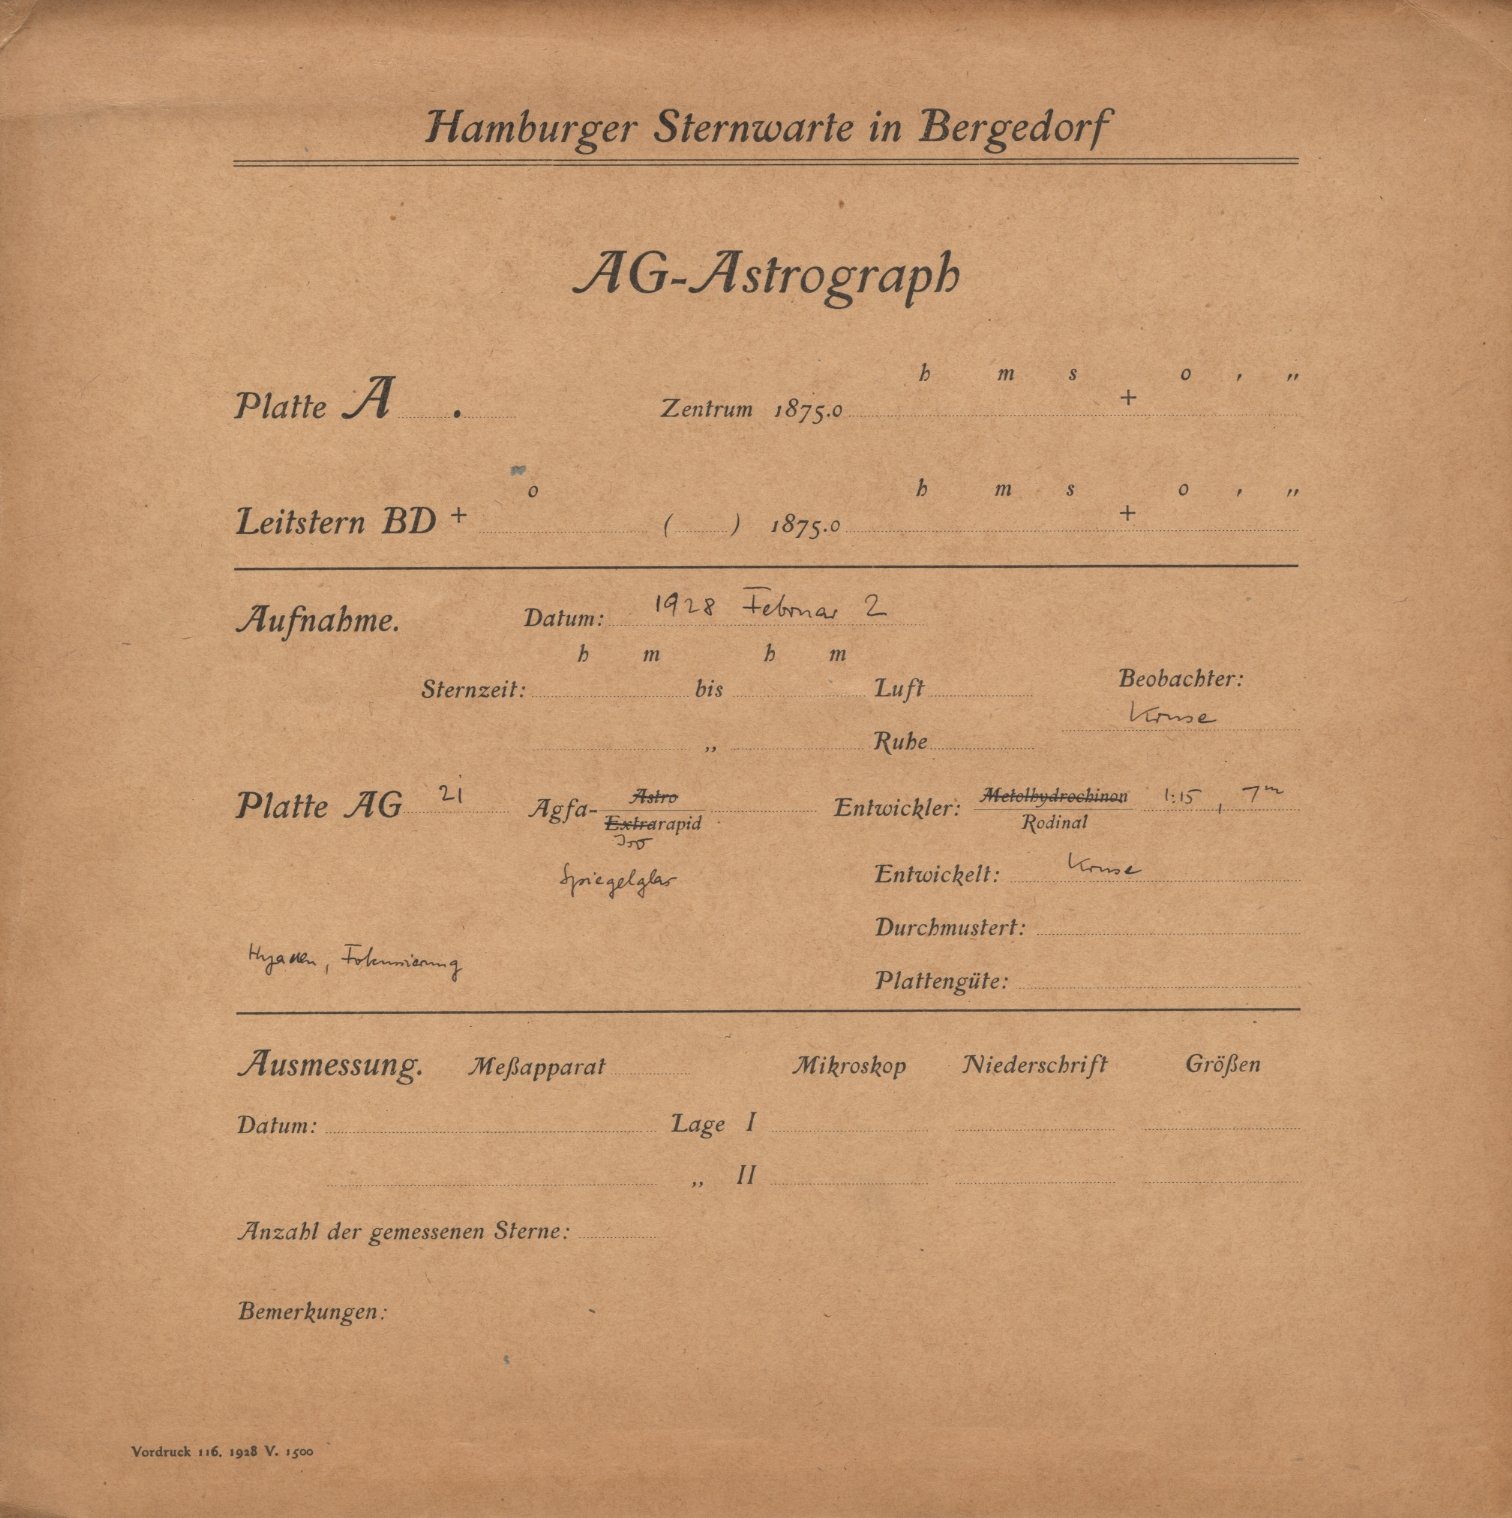 Hamburger Sternwarte in Bergedorf
AG-Astrograph
h m s o ′ ″
Platte A . Zentrum 1875.0 +
o h m s o ′ ″
Leitstern BD + ( ) 1875.0 +
Aufnahme. Datum: 1928 Februar 2
h m h m
Sternzeit: bis Luft Beobachter:
Kruse
„ Ruhe
Platte AG 21 Agfa- Astro Entwickler: Metolhydrochinon 1:15, 7ᵐ
Extrarapid Rodinal
Iso
Spiegelglas Entwickelt: Kruse
Durchmustert:
Hyaden, Fokussierung
Plattengüte:
Ausmessung. Meßapparat Mikroskop Niederschrift Größen
Datum: Lage I
„ II
Anzahl der gemessenen Sterne:
Bemerkungen:
Vordruck 116. 1928 V. 1500